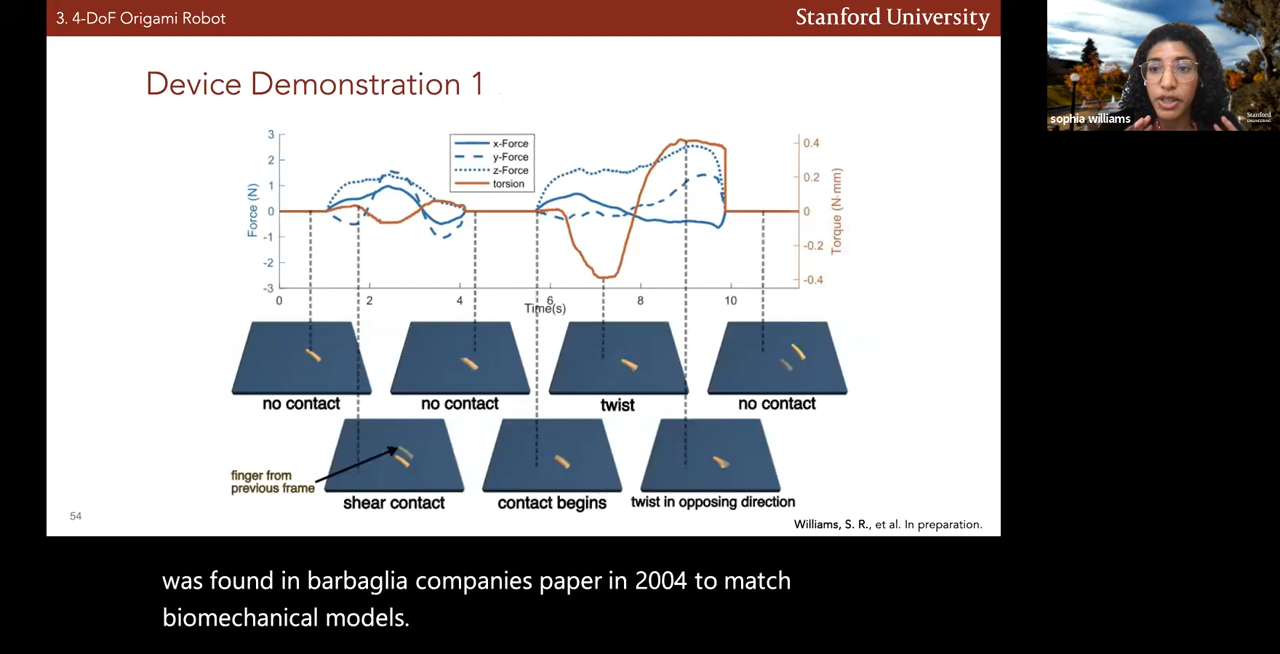 3. 4-DoF Origami Robot
Stanford University
sophia williams
Stanford
ENGINEERING
Device Demonstration 1
x-Force
y-Force
z-Force
torsion
Force (N)
3
2
1
0
-1
-2
-3
0.4
0.2
0
-0.2
-0.4
Torque (N·mm)
0 2 4 6 8 10
Time(s)
no contact
no contact
twist
no contact
finger from
previous frame
shear contact
contact begins
twist in opposing direction
54
Williams, S. R., et al. In preparation.
was found in barbaglia companies paper in 2004 to match
biomechanical models.